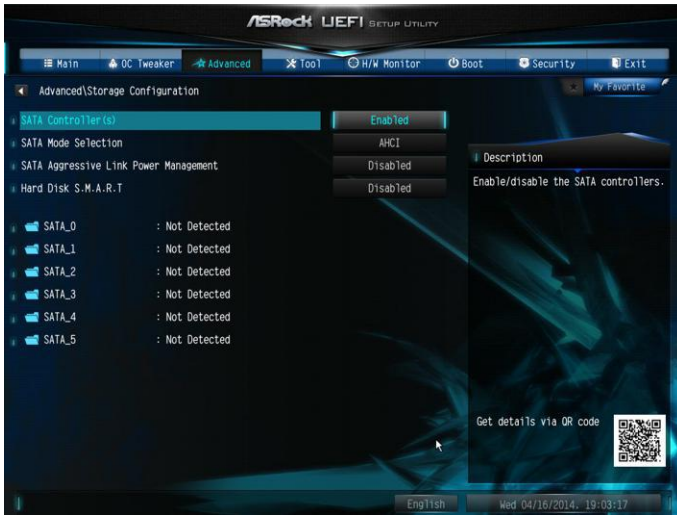 ASRock UEFI SETUP UTILITY
Main OC Tweaker Advanced Tool H/W Monitor Boot Security Exit
Advanced\Storage Configuration
My Favorite
SATA Controller(s) Enabled
SATA Mode Selection AHCI
SATA Aggressive Link Power Management Disabled
Hard Disk S.M.A.R.T Disabled
SATA_0 : Not Detected
SATA_1 : Not Detected
SATA_2 : Not Detected
SATA_3 : Not Detected
SATA_4 : Not Detected
SATA_5 : Not Detected
Description
Enable/disable the SATA controllers.
Get details via QR code
English Wed 04/16/2014. 19:03:17